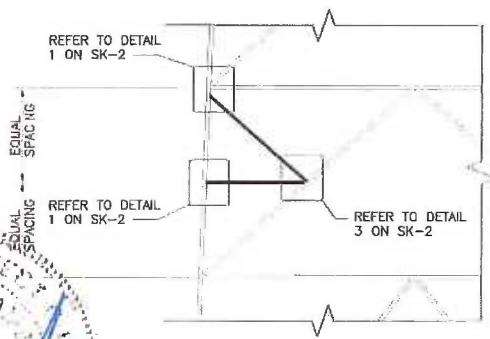 REFER TO DETAIL
1 ON SK-2
EQUAL
SPACING
REFER TO DETAIL
1 ON SK-2
REFER TO DETAIL
3 ON SK-2
EQUAL
SPACING